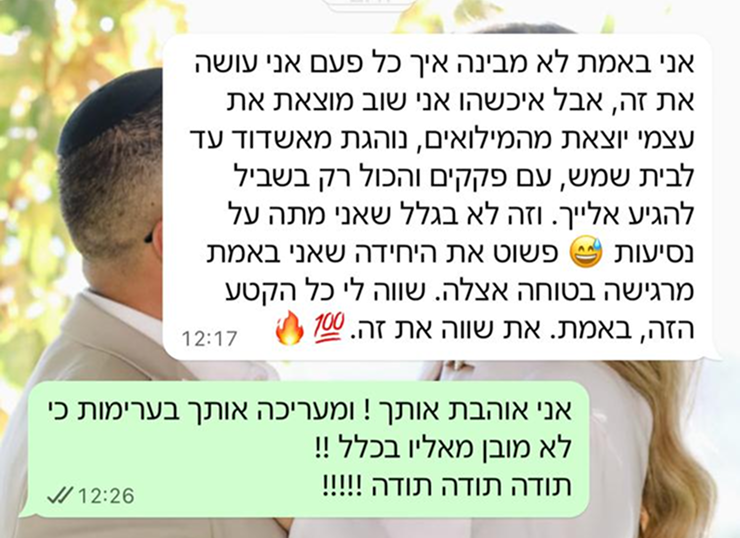 אני באמת לא מבינה איך כל פעם אני עושה
את זה, אבל איכשהו אני שוב מוצאת את
עצמי יוצאת מהמילואים, נוהגת מאשדוד עד
לבית שמש, עם פקקים והכול רק בשביל
להגיע אלייך. וזה לא בגלל שאני מתה על
נסיעות 😅 פשוט את היחידה שאני באמת
מרגישה בטוחה אצלה. שווה לי כל הקטע
הזה, באמת. את שווה את זה. 💯🔥
12:17
אני אוהבת אותך ! ומעריכה אותך בערימות כי
לא מובן מאליו בכלל !!
תודה תודה תודה !!!!!
12:26